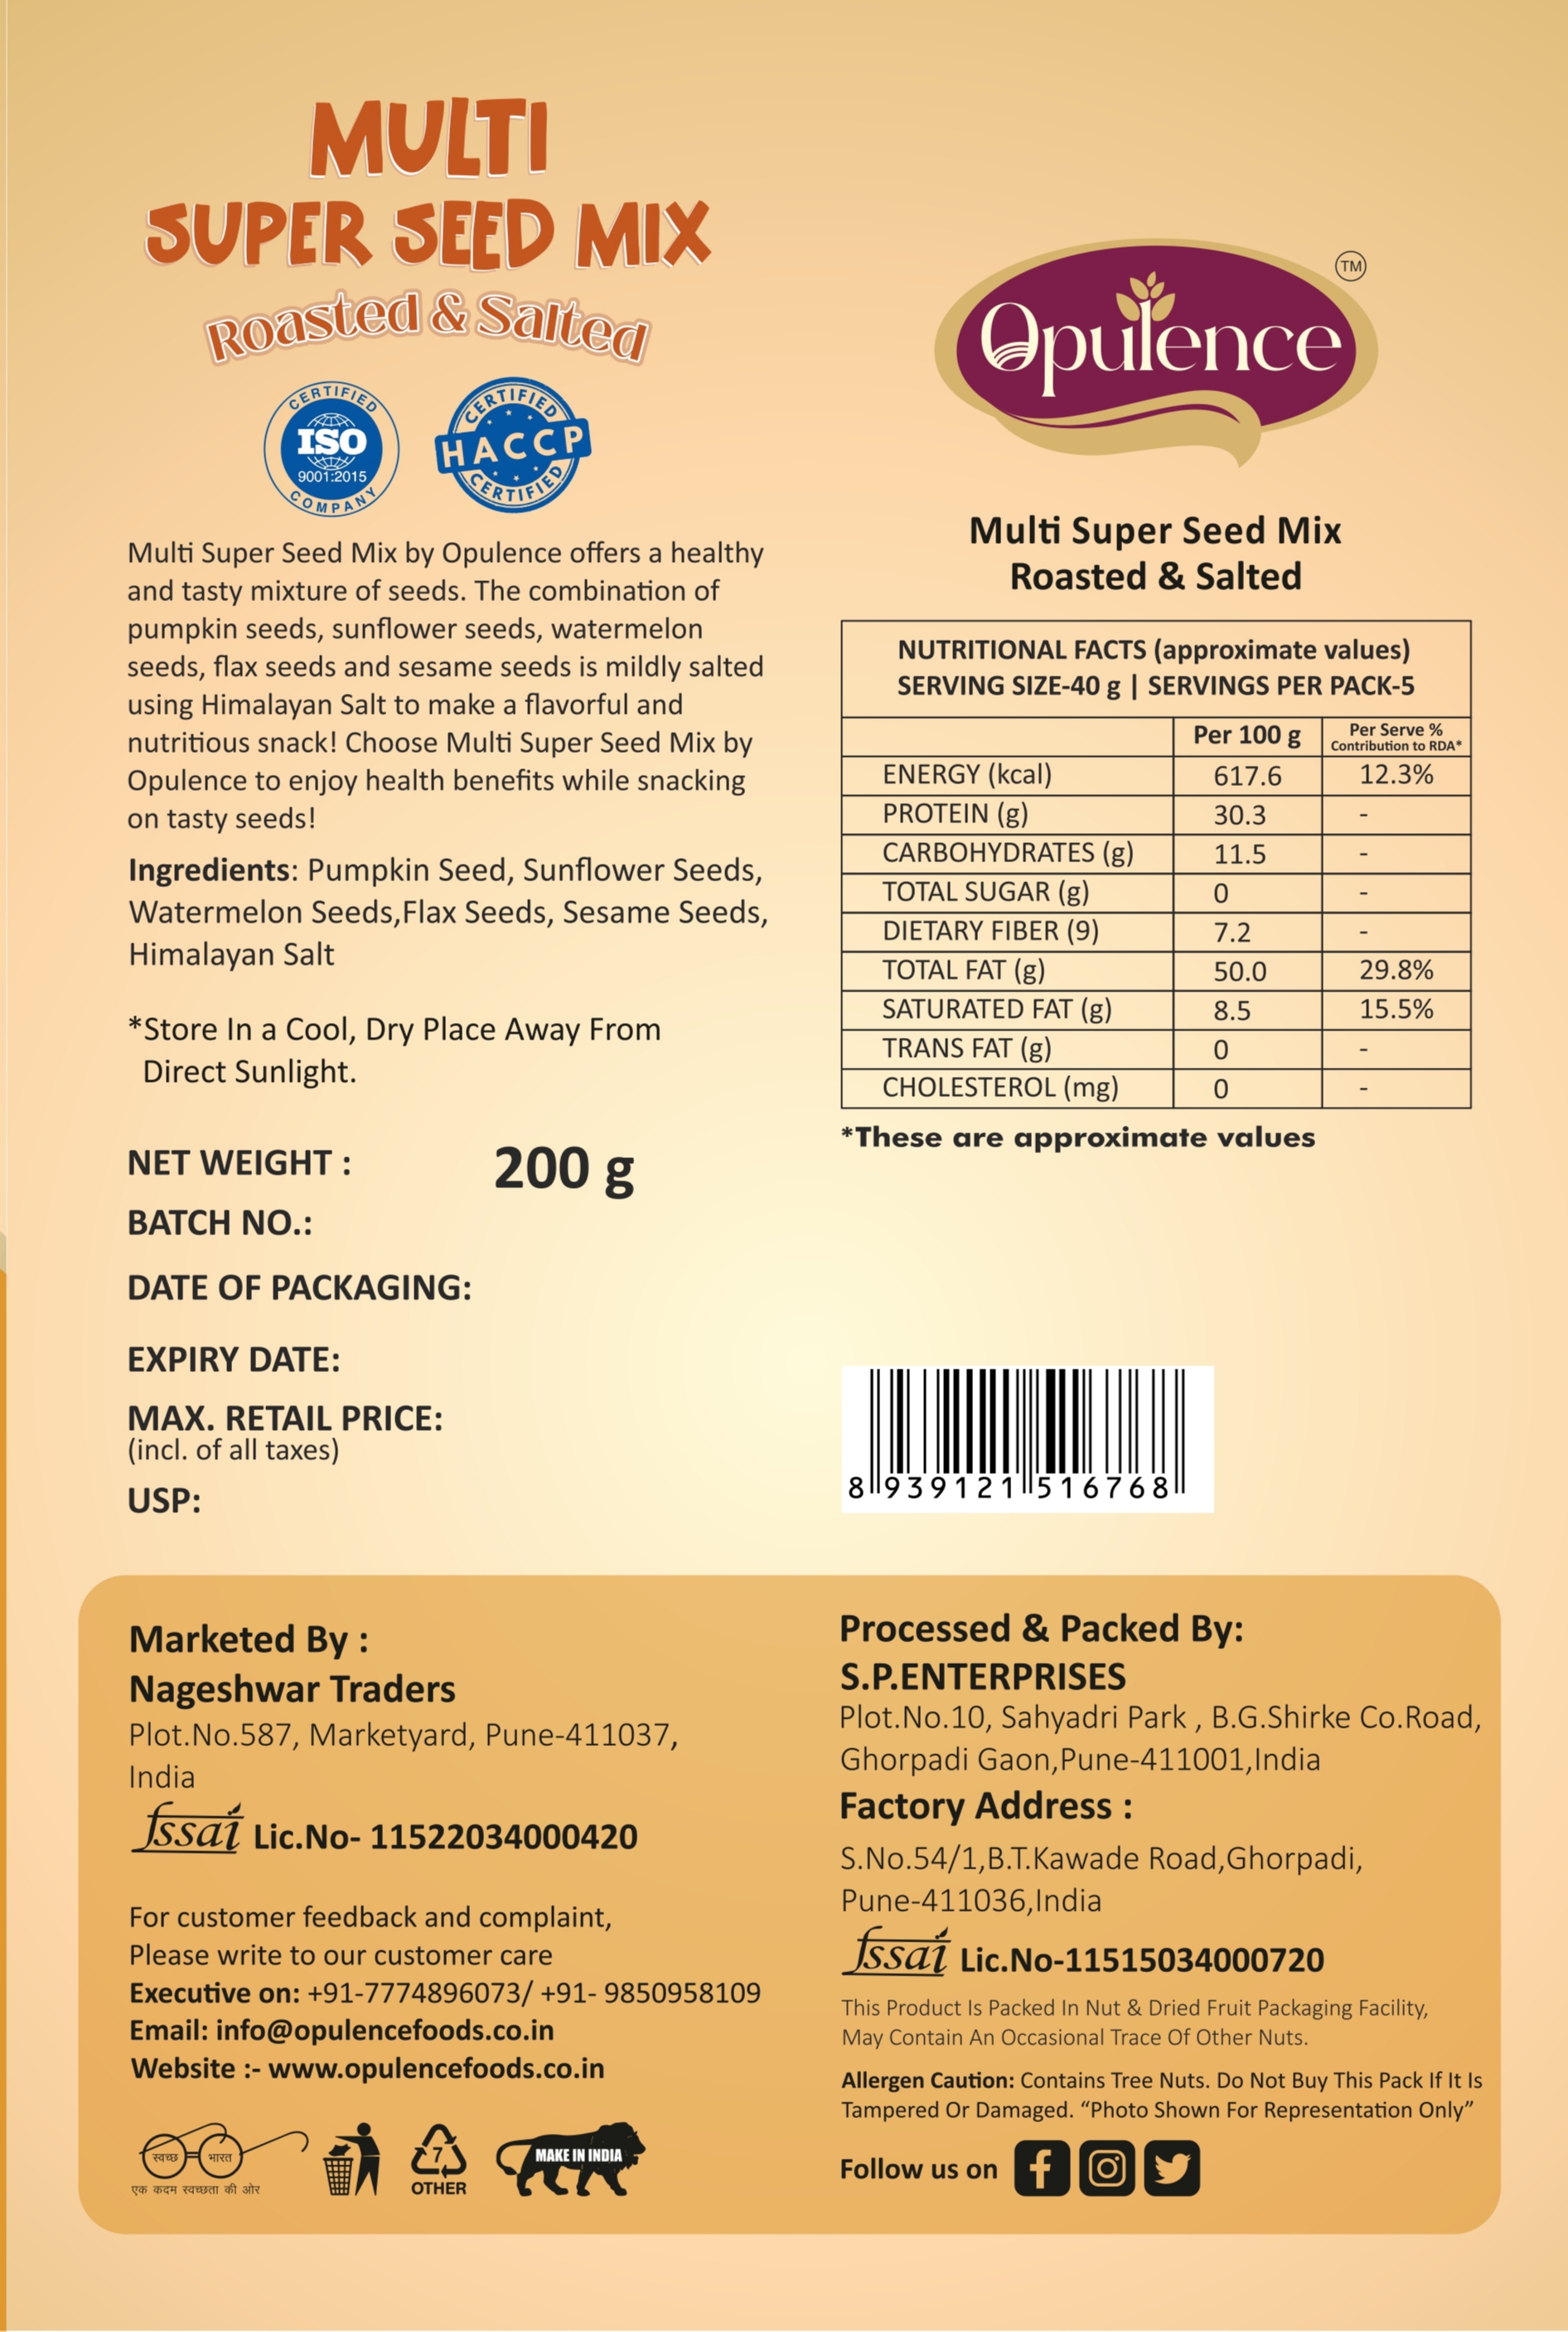 MULTI
SUPER SEED MIX
Roasted & Salted
CERTIFIED
ISO
9001:2015
COMPANY
CERTIFIED
HACCP
CERTIFIED
Multi Super Seed Mix by Opulence offers a healthy
and tasty mixture of seeds. The combination of
pumpkin seeds, sunflower seeds, watermelon
seeds, flax seeds and sesame seeds is mildly salted
using Himalayan Salt to make a flavorful and
nutritious snack! Choose Multi Super Seed Mix by
Opulence to enjoy health benefits while snacking
on tasty seeds!
Ingredients: Pumpkin Seed, Sunflower Seeds,
Watermelon Seeds,Flax Seeds, Sesame Seeds,
Himalayan Salt
*Store In a Cool, Dry Place Away From
Direct Sunlight.
NET WEIGHT : 200 g
BATCH NO.:
DATE OF PACKAGING:
EXPIRY DATE:
MAX. RETAIL PRICE:
(incl. of all taxes)
USP:
Opulence TM
Multi Super Seed Mix
Roasted & Salted
NUTRITIONAL FACTS (approximate values)
SERVING SIZE-40 g | SERVINGS PER PACK-5
Per 100 g Per Serve % Contribution to RDA*
ENERGY (kcal) 617.6 12.3%
PROTEIN (g) 30.3 -
CARBOHYDRATES (g) 11.5 -
TOTAL SUGAR (g) 0 -
DIETARY FIBER (9) 7.2 -
TOTAL FAT (g) 50.0 29.8%
SATURATED FAT (g) 8.5 15.5%
TRANS FAT (g) 0 -
CHOLESTEROL (mg) 0 -
*These are approximate values
8 939121 516768
Marketed By :
Nageshwar Traders
Plot.No.587, Marketyard, Pune-411037,
India
fssai Lic.No- 11522034000420
For customer feedback and complaint,
Please write to our customer care
Executive on: +91-7774896073/ +91- 9850958109
Email: info@opulencefoods.co.in
Website :- www.opulencefoods.co.in
स्वच्छ भारत
एक कदम स्वच्छता की ओर
7
OTHER
MAKE IN INDIA
Processed & Packed By:
S.P.ENTERPRISES
Plot.No.10, Sahyadri Park , B.G.Shirke Co.Road,
Ghorpadi Gaon,Pune-411001,India
Factory Address :
S.No.54/1,B.T.Kawade Road,Ghorpadi,
Pune-411036,India
fssai Lic.No-11515034000720
This Product Is Packed In Nut & Dried Fruit Packaging Facility,
May Contain An Occasional Trace Of Other Nuts.
Allergen Caution: Contains Tree Nuts. Do Not Buy This Pack If It Is
Tampered Or Damaged. “Photo Shown For Representation Only”
Follow us on